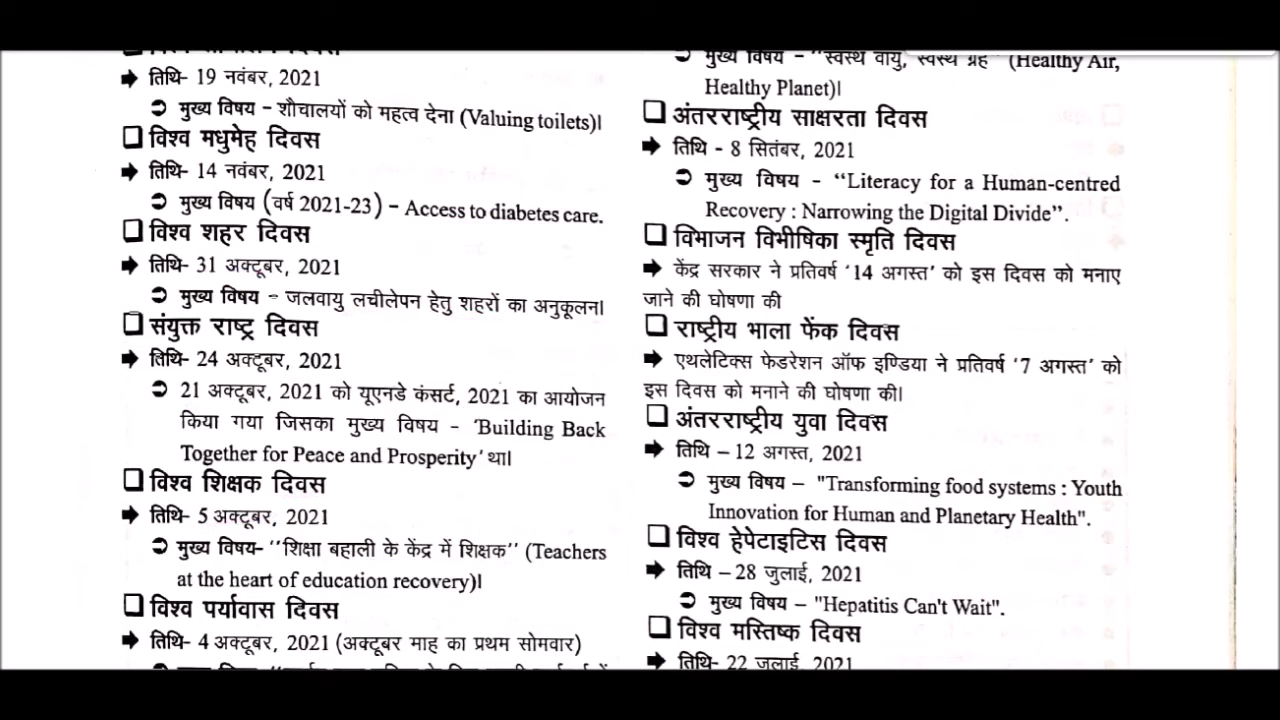 तिथि- 19 नवंबर, 2021
मुख्य विषय - शौचालयों को महत्व देना (Valuing toilets)।
विश्व मधुमेह दिवस
तिथि- 14 नवंबर, 2021
मुख्य विषय (वर्ष 2021-23) – Access to diabetes care.
विश्व शहर दिवस
तिथि- 31 अक्टूबर, 2021
मुख्य विषय - जलवायु लचीलेपन हेतु शहरों का अनुकूलन।
संयुक्त राष्ट्र दिवस
तिथि- 24 अक्टूबर, 2021
21 अक्टूबर, 2021 को यूएनडे कंसर्ट, 2021 का आयोजन
किया गया जिसका मुख्य विषय - 'Building Back
Together for Peace and Prosperity' था।
विश्व शिक्षक दिवस
तिथि- 5 अक्टूबर, 2021
मुख्य विषय- ''शिक्षा बहाली के केंद्र में शिक्षक'' (Teachers
at the heart of education recovery)।
विश्व पर्यावास दिवस
तिथि- 4 अक्टूबर, 2021 (अक्टूबर माह का प्रथम सोमवार)
मुख्य विषय - ''स्वस्थ वायु, स्वस्थ ग्रह'' (Healthy Air,
Healthy Planet)।
अंतरराष्ट्रीय साक्षरता दिवस
तिथि - 8 सितंबर, 2021
मुख्य विषय - “Literacy for a Human-centred
Recovery : Narrowing the Digital Divide”.
विभाजन विभीषिका स्मृति दिवस
केंद्र सरकार ने प्रतिवर्ष '14 अगस्त' को इस दिवस को मनाए
जाने की घोषणा की
राष्ट्रीय भाला फेंक दिवस
एथलेटिक्स फेडरेशन ऑफ इण्डिया ने प्रतिवर्ष '7 अगस्त' को
इस दिवस को मनाने की घोषणा की।
अंतरराष्ट्रीय युवा दिवस
तिथि – 12 अगस्त, 2021
मुख्य विषय – "Transforming food systems : Youth
Innovation for Human and Planetary Health".
विश्व हेपेटाइटिस दिवस
तिथि – 28 जुलाई, 2021
मुख्य विषय – "Hepatitis Can't Wait".
विश्व मस्तिष्क दिवस
तिथि- 22 जुलाई, 2021